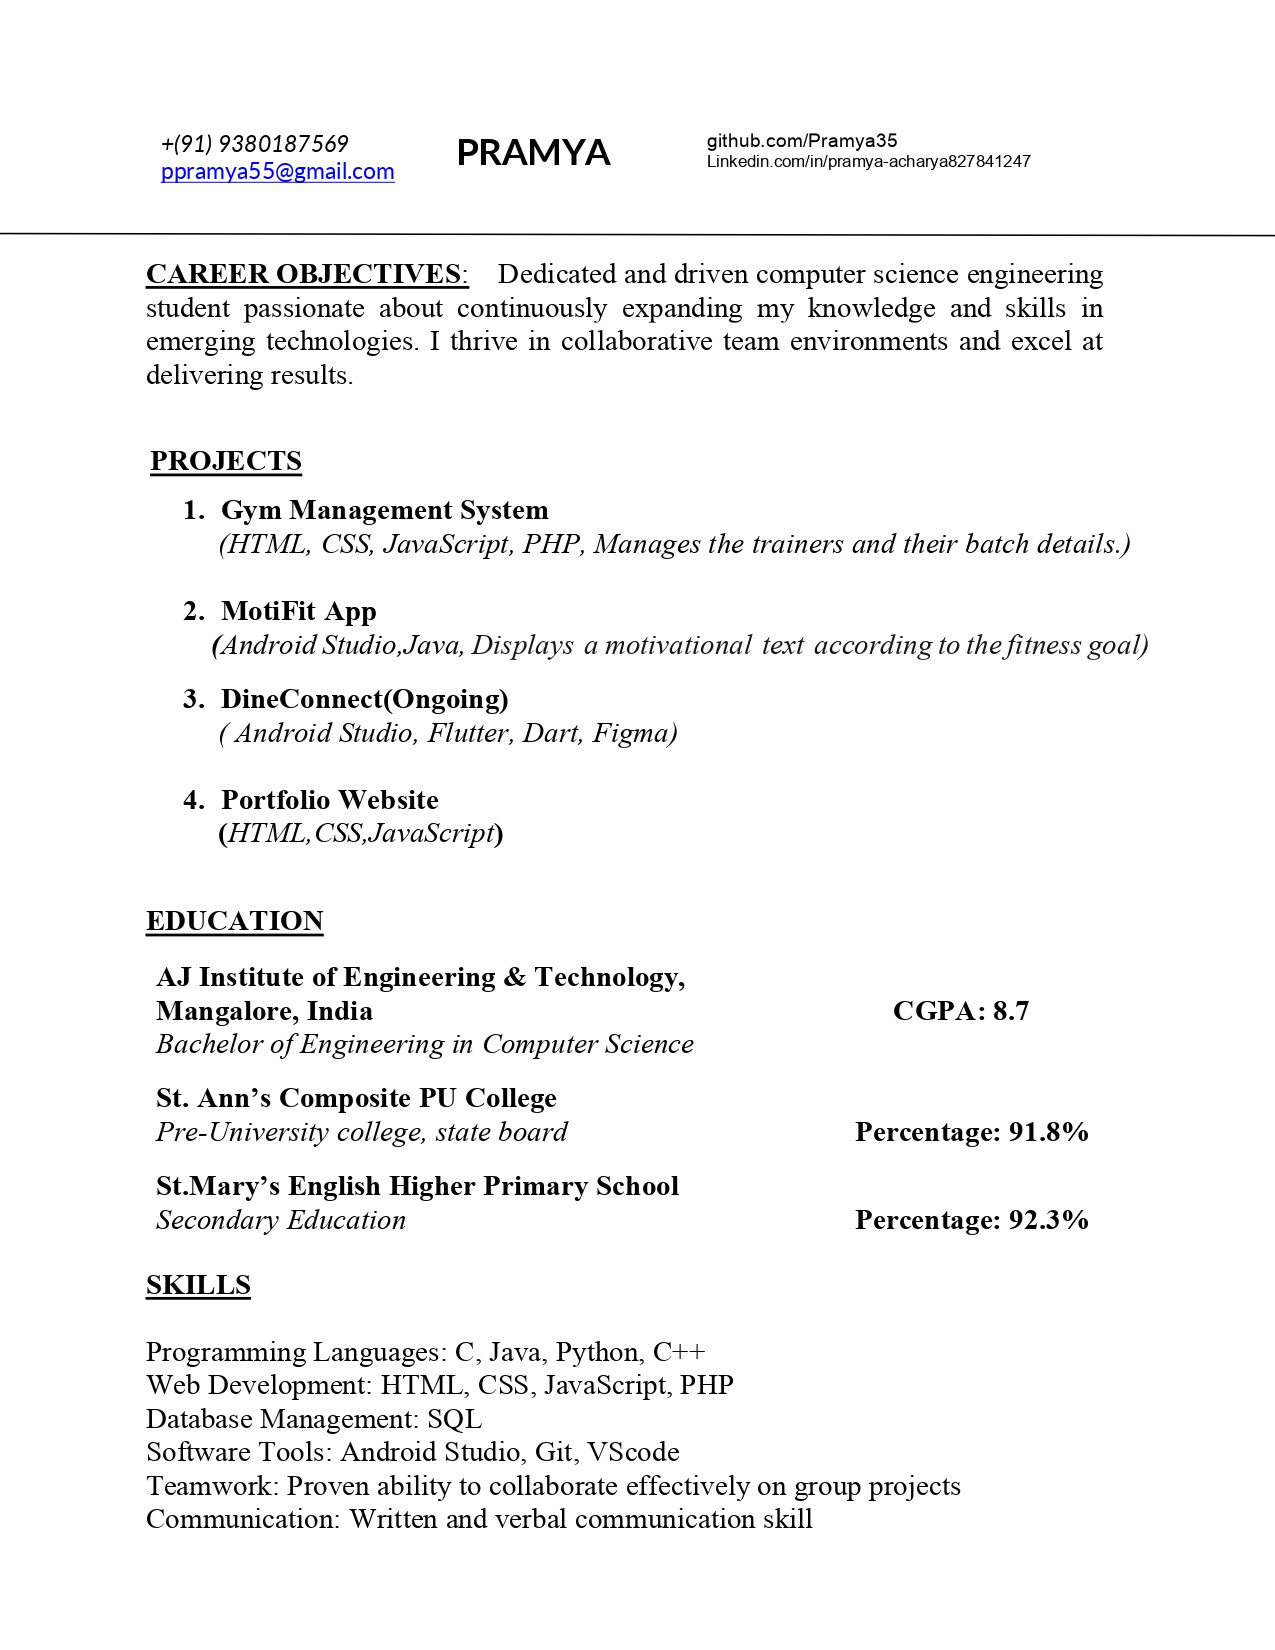 +(91) 9380187569
ppramya55@gmail.com
PRAMYA
github.com/Pramya35
Linkedin.com/in/pramya-acharya827841247
CAREER OBJECTIVES: Dedicated and driven computer science engineering
student passionate about continuously expanding my knowledge and skills in
emerging technologies. I thrive in collaborative team environments and excel at
delivering results.
PROJECTS
1. Gym Management System
(HTML, CSS, JavaScript, PHP, Manages the trainers and their batch details.)
2. MotiFit App
(Android Studio,Java, Displays a motivational text according to the fitness goal)
3. DineConnect(Ongoing)
( Android Studio, Flutter, Dart, Figma)
4. Portfolio Website
(HTML,CSS,JavaScript)
EDUCATION
AJ Institute of Engineering & Technology,
Mangalore, India CGPA: 8.7
Bachelor of Engineering in Computer Science
St. Ann’s Composite PU College
Pre-University college, state board Percentage: 91.8%
St.Mary’s English Higher Primary School
Secondary Education Percentage: 92.3%
SKILLS
Programming Languages: C, Java, Python, C++
Web Development: HTML, CSS, JavaScript, PHP
Database Management: SQL
Software Tools: Android Studio, Git, VScode
Teamwork: Proven ability to collaborate effectively on group projects
Communication: Written and verbal communication skill